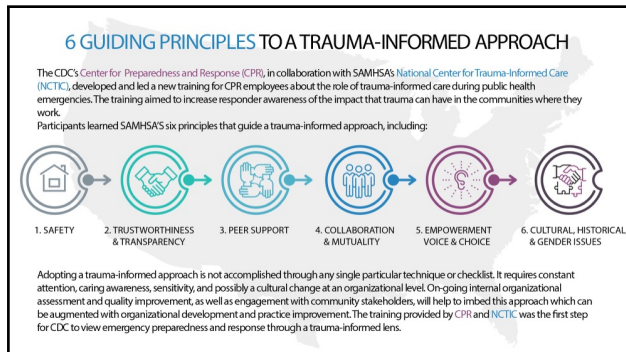 6 GUIDING PRINCIPLES TO A TRAUMA-INFORMED APPROACH
The CDC's Center for Preparedness and Response (CPR), in collaboration with SAMHSA's National Center for Trauma-Informed Care
(NCTIC), developed and led a new training for CPR employees about the role of trauma-informed care during public health
emergencies. The training aimed to increase responder awareness of the impact that trauma can have in the communities where they
work.
Participants learned SAMHSA'S six principles that guide a trauma-informed approach, including:
1. SAFETY
2. TRUSTWORTHINESS
& TRANSPARENCY
3. PEER SUPPORT
4. COLLABORATION
& MUTUALITY
5. EMPOWERMENT
VOICE & CHOICE
6. CULTURAL, HISTORICAL
& GENDER ISSUES
Adopting a trauma-informed approach is not accomplished through any single particular technique or checklist. It requires constant
attention, caring awareness, sensitivity, and possibly a cultural change at an organizational level. On-going internal organizational
assessment and quality improvement, as well as engagement with community stakeholders, will help to imbed this approach which can
be augmented with organizational development and practice improvement. The training provided by CPR and NCTIC was the first step
for CDC to view emergency preparedness and response through a trauma-informed lens.